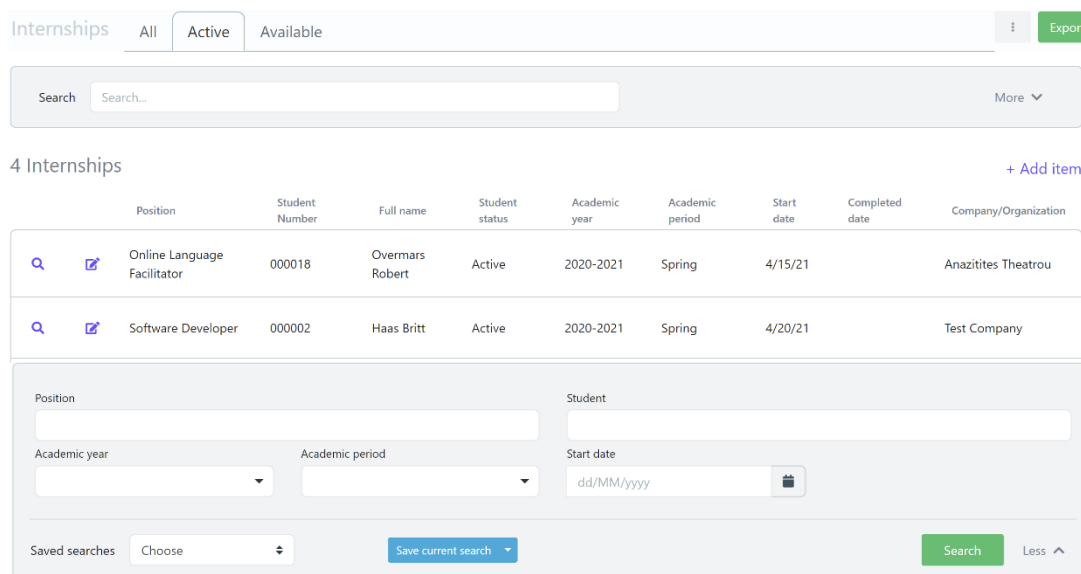 Internships All Active Available Expor
Search Search... More
4 Internships
+ Add item
Position Student Number Full name Student status Academic year Academic period Start date Completed date Company/Organization
Online Language Facilitator 000018 Overmars Robert Active 2020-2021 Spring 4/15/21 Anazitites Theatrou
Software Developer 000002 Haas Britt Active 2020-2021 Spring 4/20/21 Test Company
Position Student
Academic year Academic period Start date
dd/MM/yyyy
Saved searches Choose Save current search Search Less